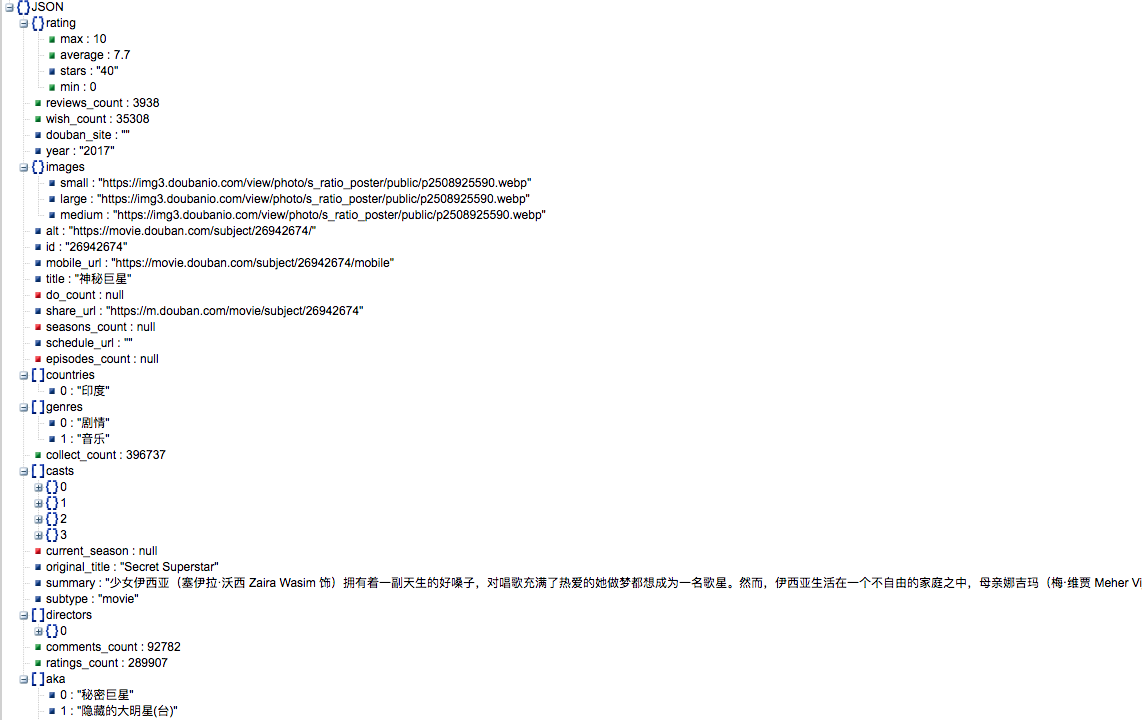 JSON
rating
max : 10
average : 7.7
stars : "40"
min : 0
reviews_count : 3938
wish_count : 35308
douban_site : ""
year : "2017"
images
small : "https://img3.doubanio.com/view/photo/s_ratio_poster/public/p2508925590.webp"
large : "https://img3.doubanio.com/view/photo/s_ratio_poster/public/p2508925590.webp"
medium : "https://img3.doubanio.com/view/photo/s_ratio_poster/public/p2508925590.webp"
alt : "https://movie.douban.com/subject/26942674/"
id : "26942674"
mobile_url : "https://movie.douban.com/subject/26942674/mobile"
title : "神秘巨星"
do_count : null
share_url : "https://m.douban.com/movie/subject/26942674"
seasons_count : null
schedule_url : ""
episodes_count : null
countries
0 : "印度"
genres
0 : "剧情"
1 : "音乐"
collect_count : 396737
casts
0
1
2
3
current_season : null
original_title : "Secret Superstar"
summary : "少女伊西亚（塞伊拉·沃西 Zaira Wasim 饰）拥有着一副天生的好嗓子，对唱歌充满了热爱的她做梦都想成为一名歌星。然而，伊西亚生活在一个不自由的家庭之中，母亲娜吉玛（梅·维贾 Meher Vi
subtype : "movie"
directors
0
comments_count : 92782
ratings_count : 289907
aka
0 : "秘密巨星"
1 : "隐藏的大明星(台)"